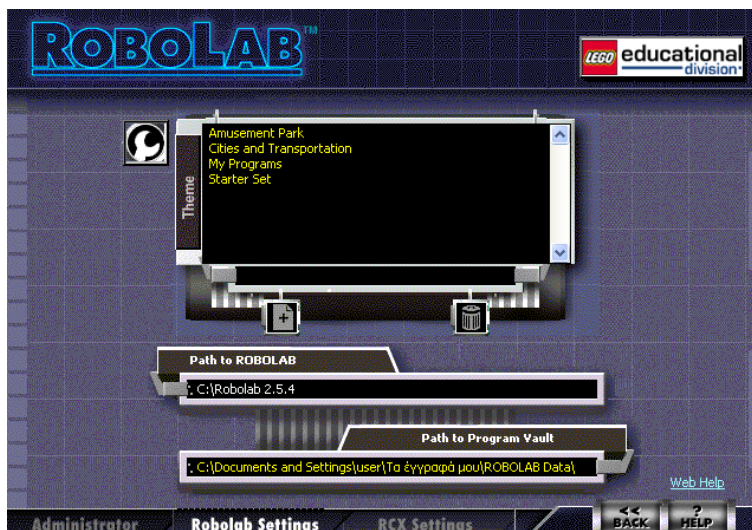 ROBOLAB™
LEGO educational division
Theme
Amusement Park
Cities and Transportation
My Programs
Starter Set
Path to ROBOLAB
C:\Robolab 2.5.4
Path to Program Vault
C:\Documents and Settings\user\Τα έγγραφά μου\ROBOLAB Data\
Web Help
Administrator
Robolab Settings
RCX Settings
<< BACK
? HELP